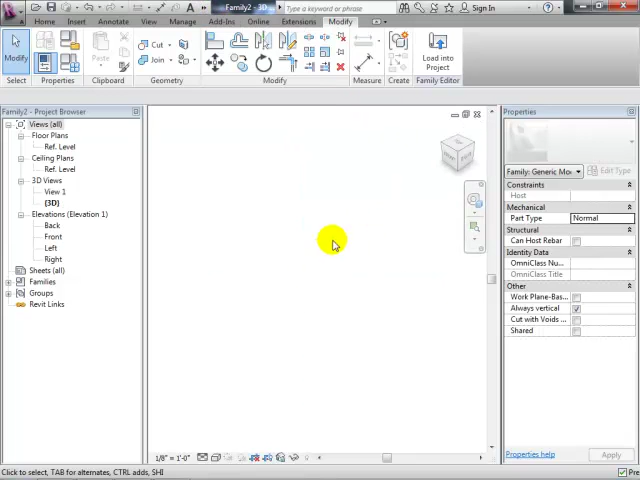 Family2 - 3D ...
Sign In
Home
Insert
Annotate
View
Manage
Add-Ins
Online
Extensions
Modify
Modify
Paste
Cut
Join
Load into
Project
Select
Properties
Clipboard
Geometry
Modify
Measure
Create
Family Editor
Family2 - Project Browser
Views (all)
Floor Plans
Ref. Level
Ceiling Plans
Ref. Level
3D Views
View 1
(3D)
Elevations (Elevation 1)
Back
Front
Left
Right
Sheets (all)
Families
Groups
Revit Links
Properties
Family: Generic Mo
Edit Type
Constraints
Host
Mechanical
Part Type
Normal
Structural
Can Host Rebar
Identity Data
OmniClass Nu...
OmniClass Title
Other
Work Plane-Bas...
Always vertical
Cut with Voids ...
Shared
Properties help
Apply
1/8" = 1'-0"
Click to select, TAB for alternates, CTRL adds, SHI
Pre